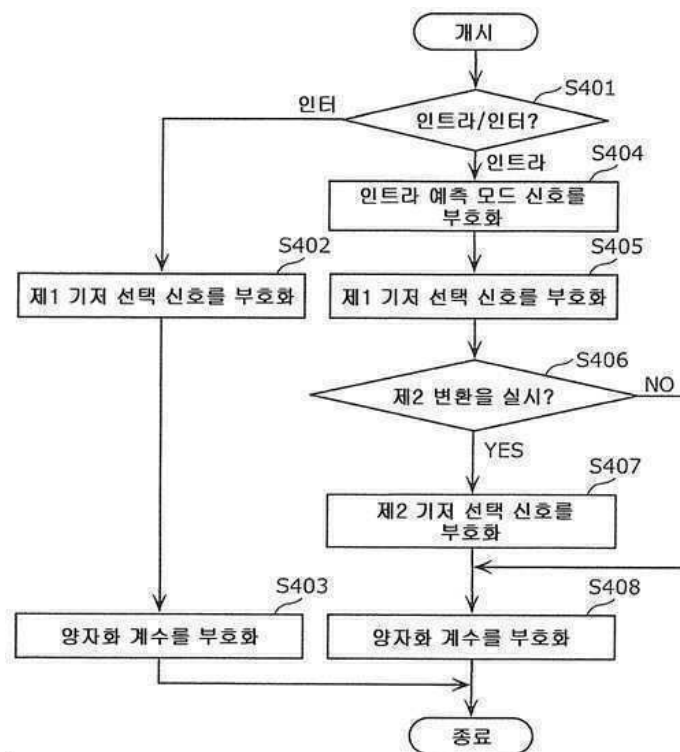 개시
S401
인트라/인터?
인터
인트라
S404
인트라 예측 모드 신호를
부호화
S402
제1 기저 선택 신호를 부호화
S405
제1 기저 선택 신호를 부호화
S406
제2 변환을 실시?
NO
YES
S407
제2 기저 선택 신호를
부호화
S403
양자화 계수를 부호화
S408
양자화 계수를 부호화
종료